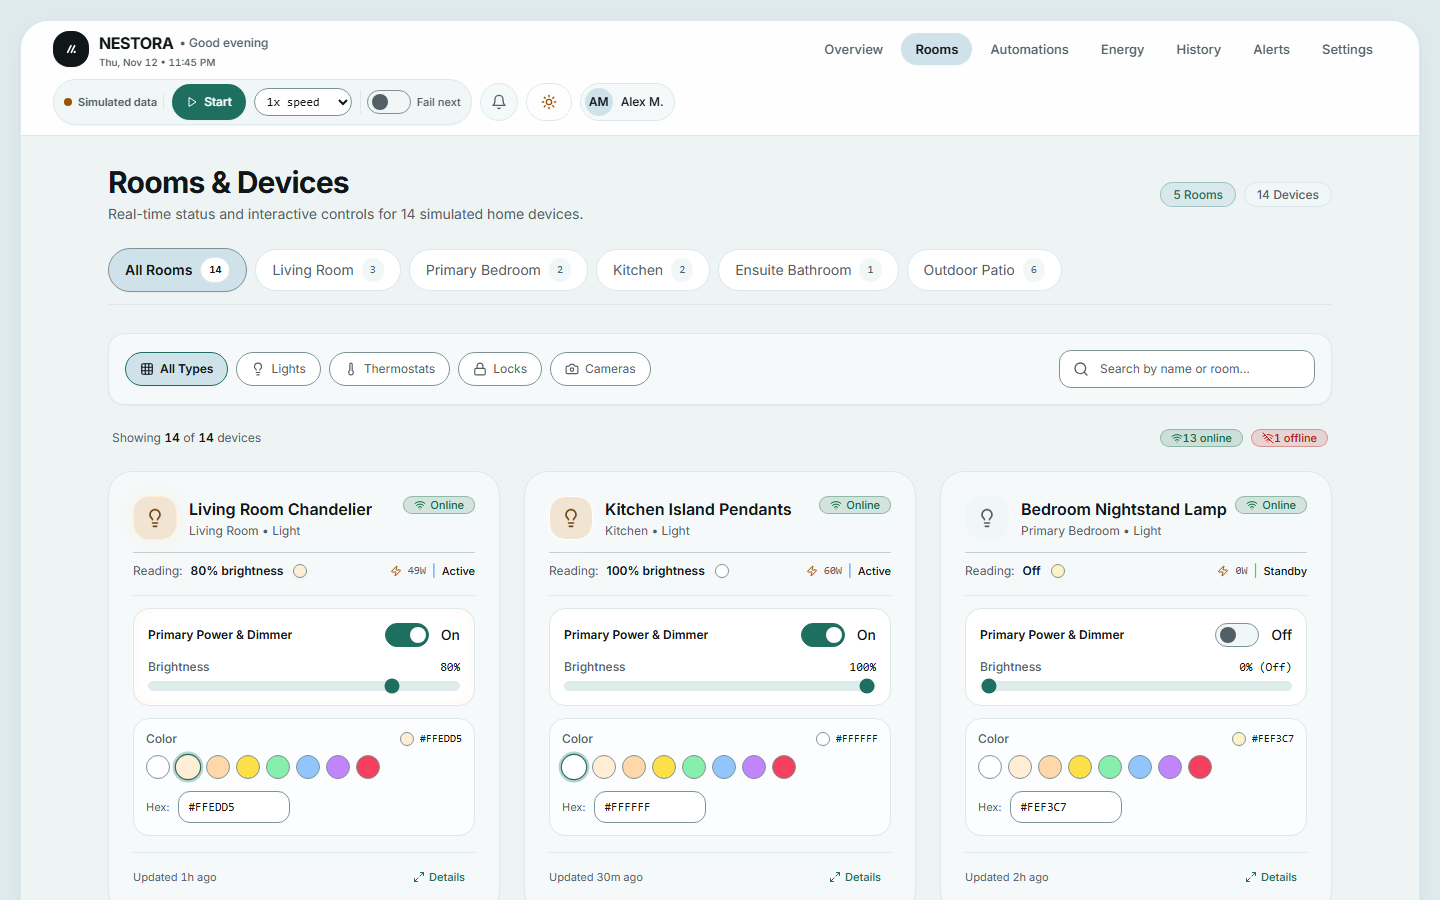 NESTORA • Good evening
Thu, Nov 12 • 11:45 PM
Overview Rooms Automations Energy History Alerts Settings
Simulated data Start 1x speed Fail next AM Alex M.
Rooms & Devices
Real-time status and interactive controls for 14 simulated home devices.
5 Rooms 14 Devices
All Rooms 14 Living Room 3 Primary Bedroom 2 Kitchen 2 Ensuite Bathroom 1 Outdoor Patio 6
All Types Lights Thermostats Locks Cameras Search by name or room...
Showing 14 of 14 devices 13 online 1 offline
Living Room Chandelier Online
Living Room • Light
Reading: 80% brightness 49W Active
Primary Power & Dimmer On
Brightness 80%
Color #FFEDD5
Hex: #FFEDD5
Updated 1h ago Details
Kitchen Island Pendants Online
Kitchen • Light
Reading: 100% brightness 60W Active
Primary Power & Dimmer On
Brightness 100%
Color #FFFFFF
Hex: #FFFFFF
Updated 30m ago Details
Bedroom Nightstand Lamp Online
Primary Bedroom • Light
Reading: Off 0W Standby
Primary Power & Dimmer Off
Brightness 0% (Off)
Color #FEF3C7
Hex: #FEF3C7
Updated 2h ago Details